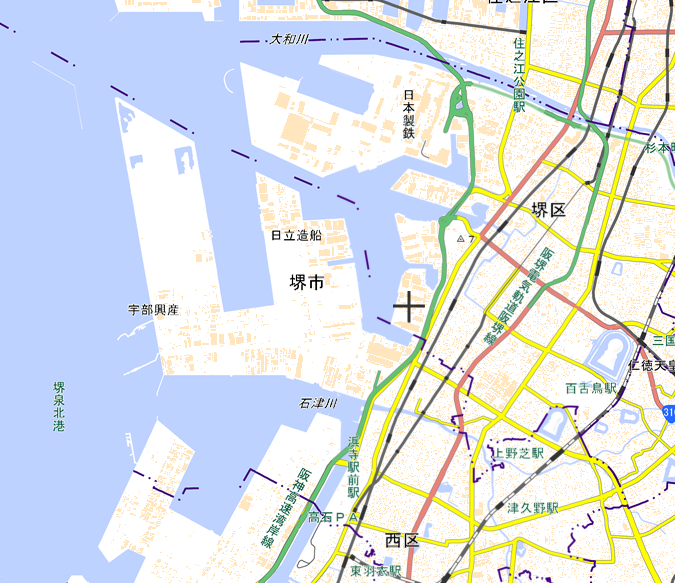 住之江区
大和川
住之江公園駅
日本製鉄
杉本町
堺区
7
日立造船
堺市
阪堺電気軌道阪堺線
宇部興産
三国
仁徳天皇
百舌鳥駅
堺泉北港
石津川
310
浜寺駅前駅
上野芝駅
阪神高速湾岸線
津久野駅
高石PA
西区
東羽衣駅